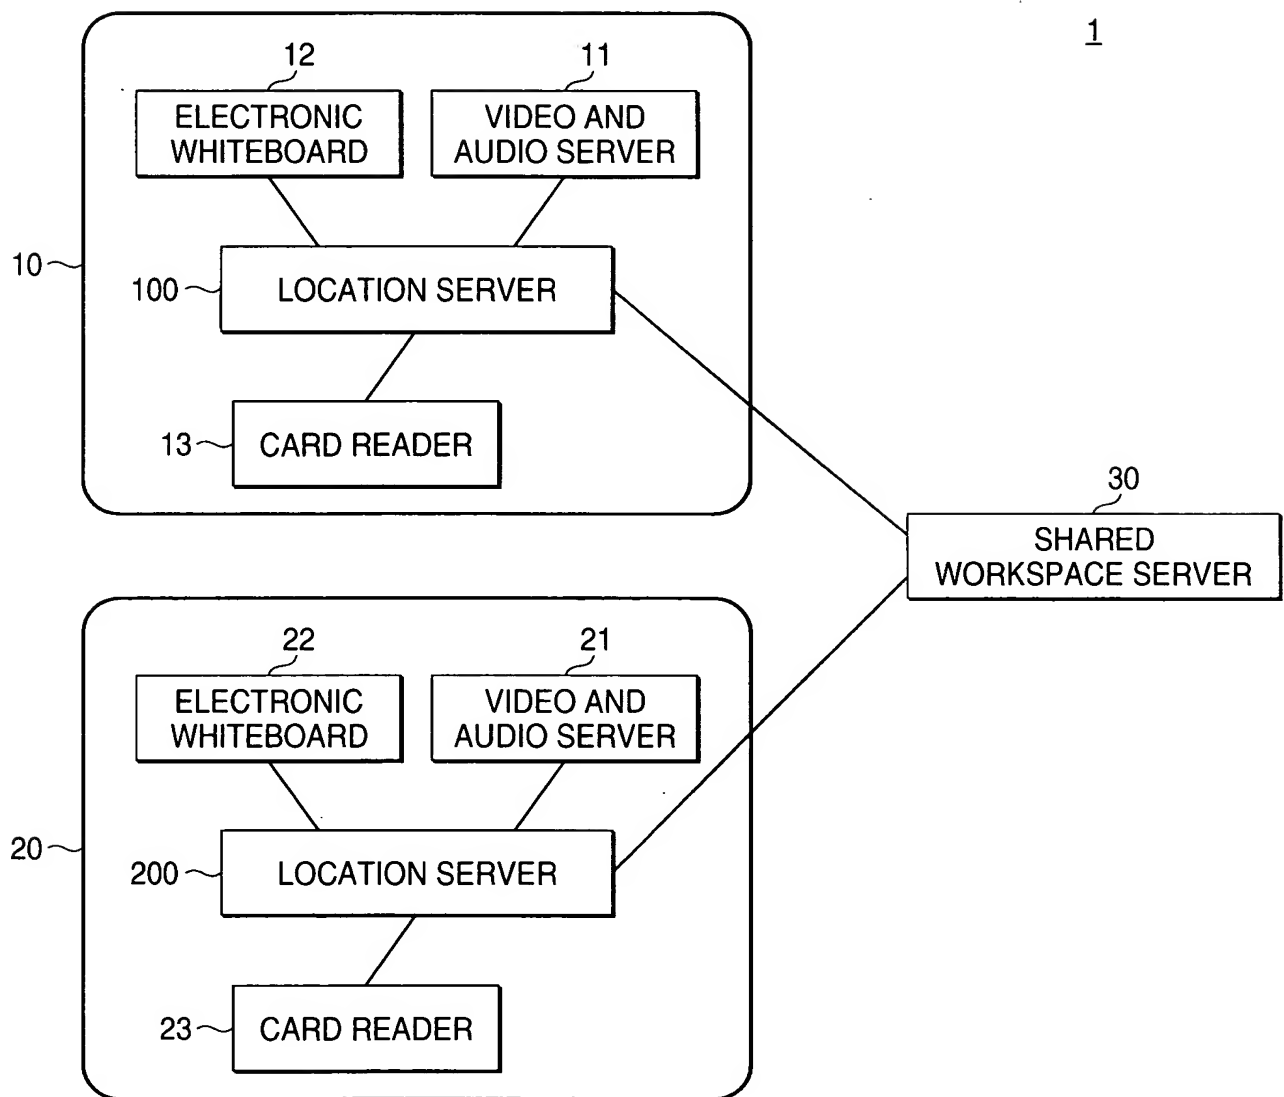 1
12
11
ELECTRONIC
WHITEBOARD
VIDEO AND
AUDIO SERVER
10
100
LOCATION SERVER
13
CARD READER
30
SHARED
WORKSPACE SERVER
22
21
ELECTRONIC
WHITEBOARD
VIDEO AND
AUDIO SERVER
20
200
LOCATION SERVER
23
CARD READER